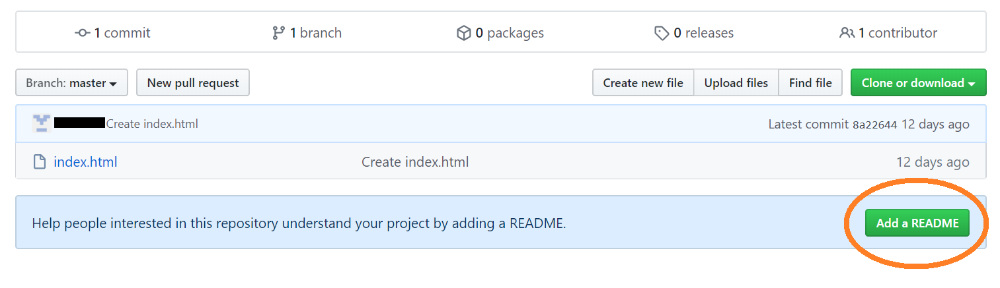 1 commit 1 branch 0 packages 0 releases 1 contributor
Branch: master New pull request Create new file Upload files Find file Clone or download
Create index.html Latest commit 8a22644 12 days ago
index.html Create index.html 12 days ago
Help people interested in this repository understand your project by adding a README. Add a README